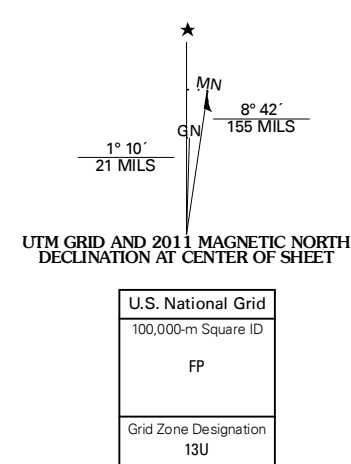 ★
MN
8° 42´
GN
155 MILS
1° 10´
21 MILS
UTM GRID AND 2011 MAGNETIC NORTH
DECLINATION AT CENTER OF SHEET
U.S. National Grid
100,000-m Square ID
FP
Grid Zone Designation
13U